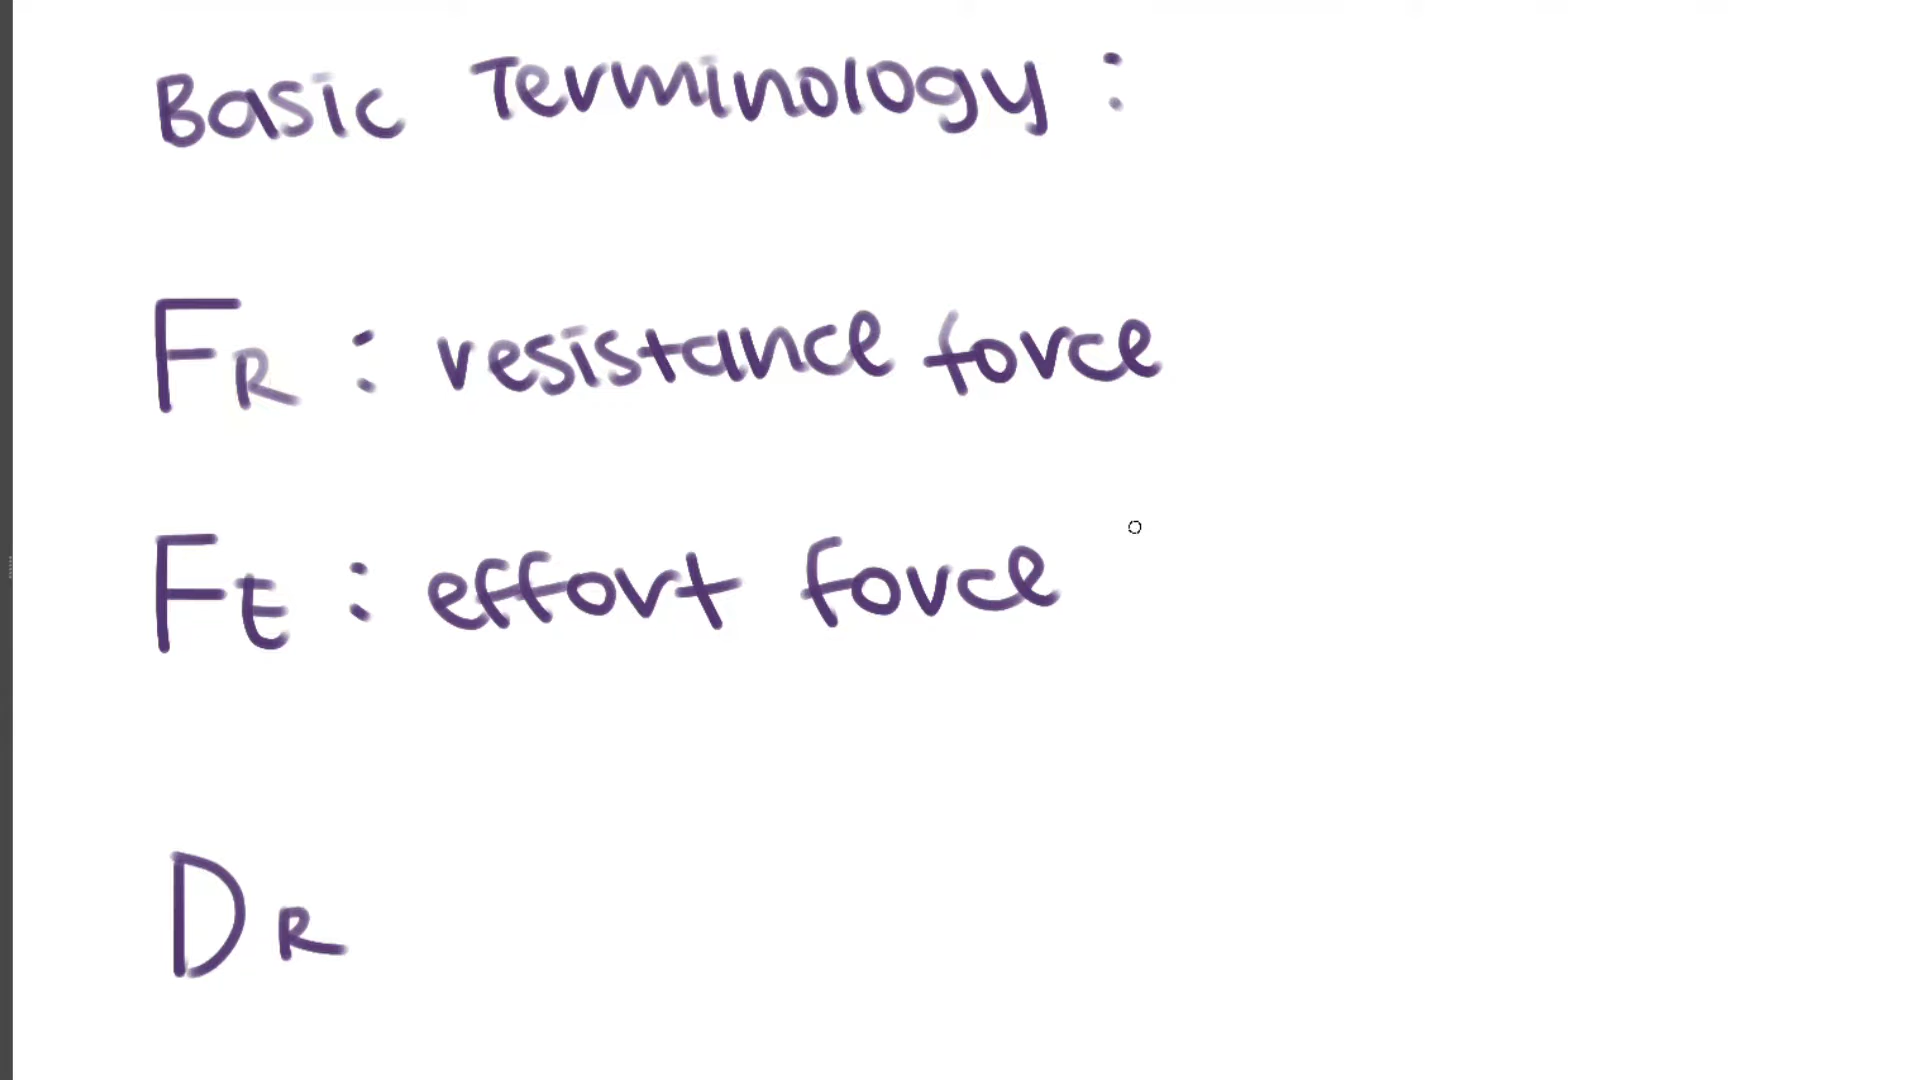 Basic Terminology :
FR : resistance force
FE : effort force
DR